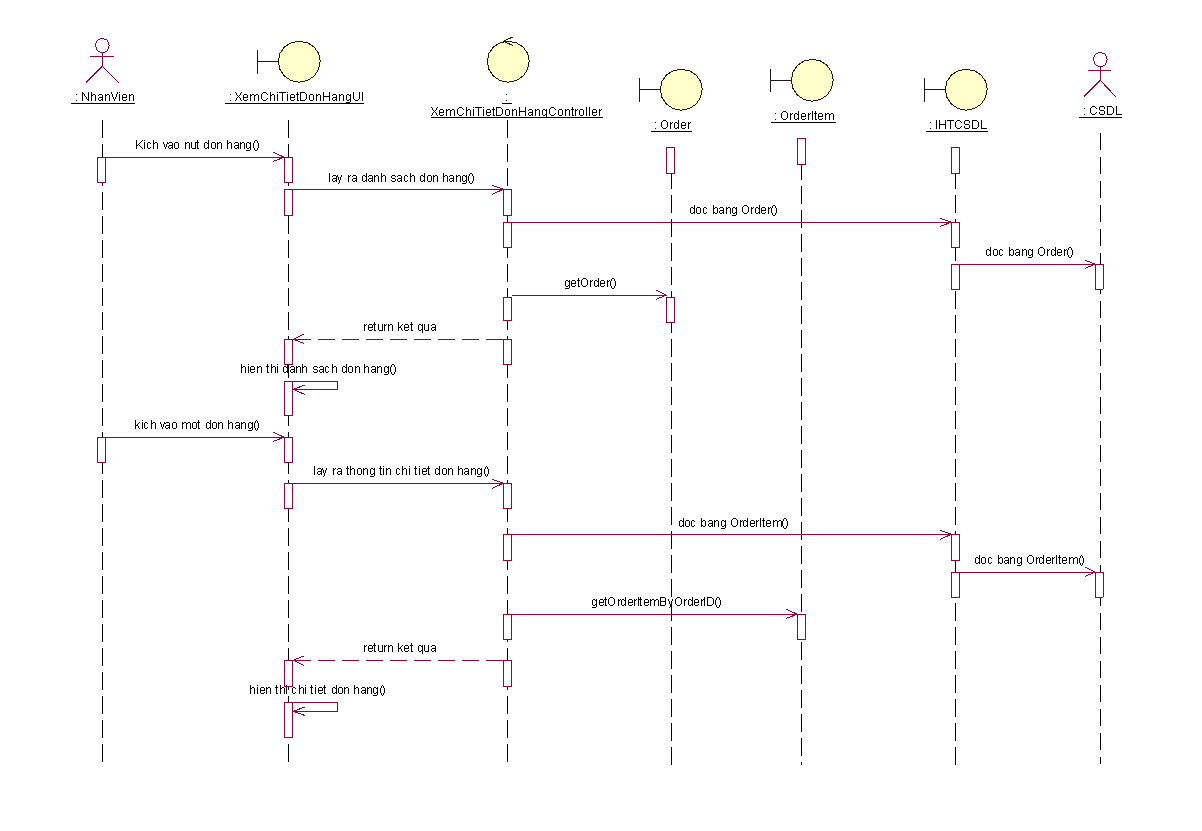 : NhanVien
: XemChiTietDonHangUI
:
XemChiTietDonHangController
: Order
: OrderItem
: IHTCSDL
: CSDL
Kich vao nut don hang()
lay ra danh sach don hang()
doc bang Order()
doc bang Order()
getOrder()
return ket qua
hien thi danh sach don hang()
kich vao mot don hang()
lay ra thong tin chi tiet don hang()
doc bang OrderItem()
doc bang OrderItem()
getOrderItemByOrderID()
return ket qua
hien thi chi tiet don hang()